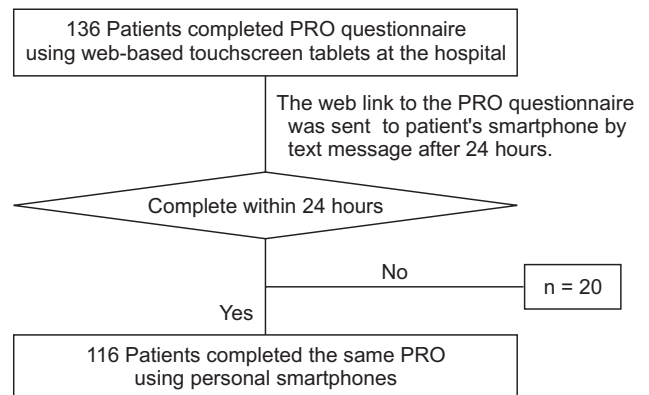 136 Patients completed PRO questionnaire
using web-based touchscreen tablets at the hospital
The web link to the PRO questionnaire
was sent to patient's smartphone by
text message after 24 hours.
Complete within 24 hours
No
n = 20
Yes
116 Patients completed the same PRO
using personal smartphones